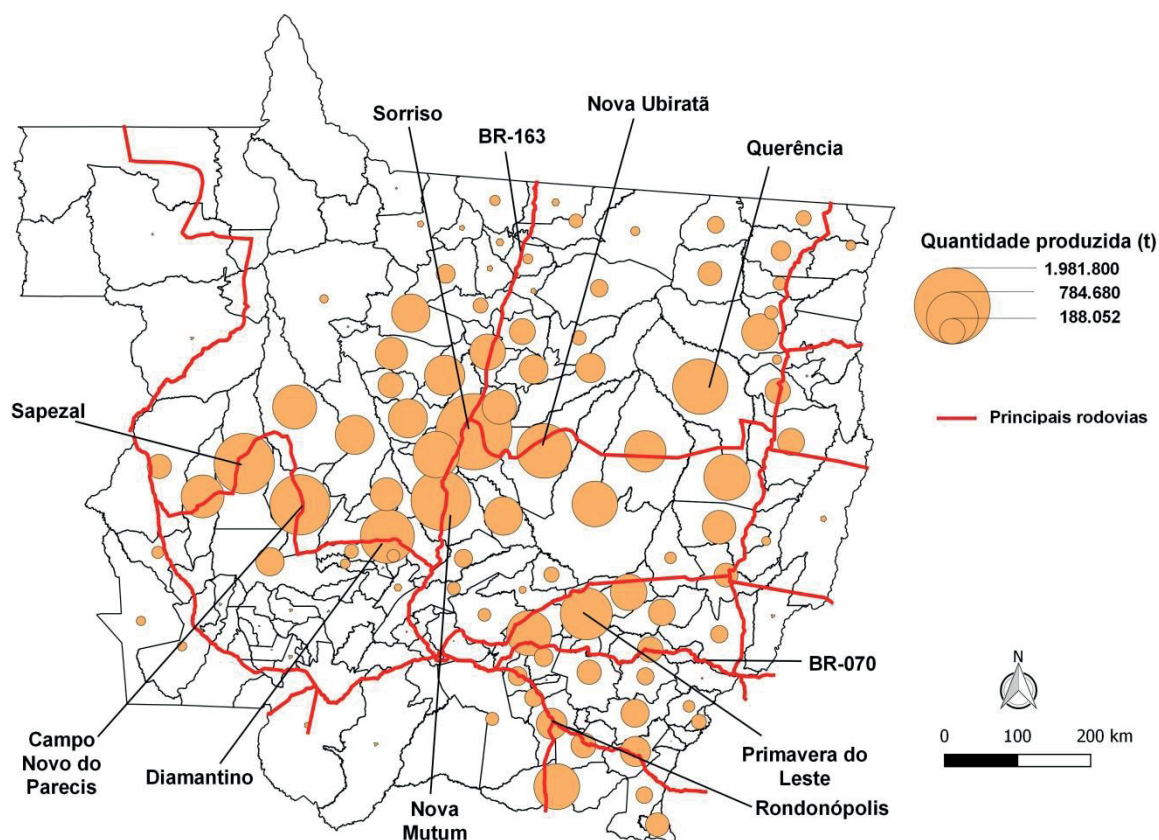 Nova Ubiratã
Sorriso
BR-163
Querência
Quantidade produzida (t)
1.981.800
784.680
188.052
Principais rodovias
Sapezal
BR-070
N
0 100 200 km
Campo
Novo do
Parecis
Diamantino
Nova
Mutum
Primavera do
Leste
Rondonópolis